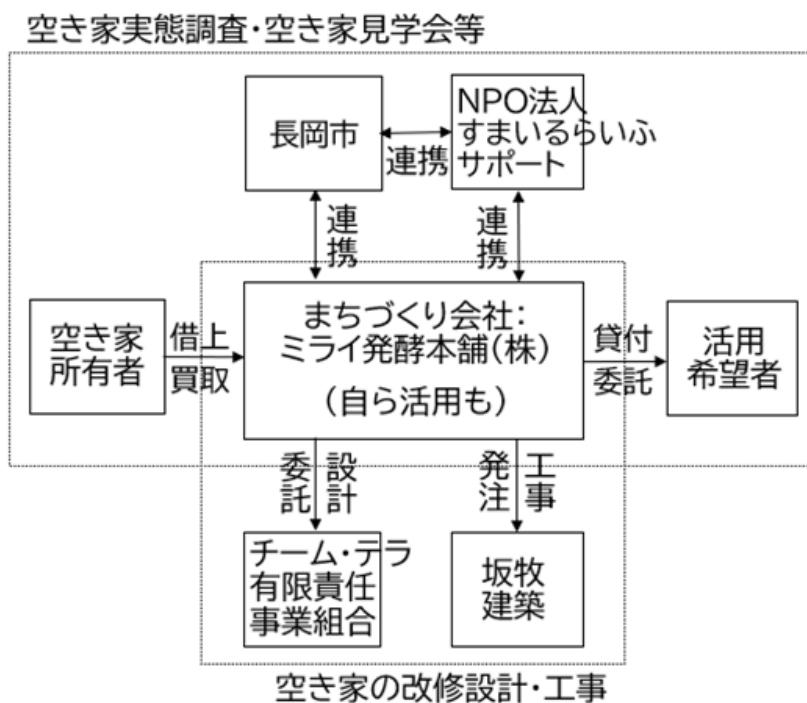 空き家実態調査・空き家見学会等
長岡市
連携
NPO法人
すまいるらいふ
サポート
連携
連携
空き家
所有者
借上
買取
まちづくり会社：
ミライ発酵本舗（株）
（自ら活用も）
貸付
委託
活用
希望者
設計
委託
工事
発注
チーム・テラ
有限責任
事業組合
坂牧
建築
空き家の改修設計・工事